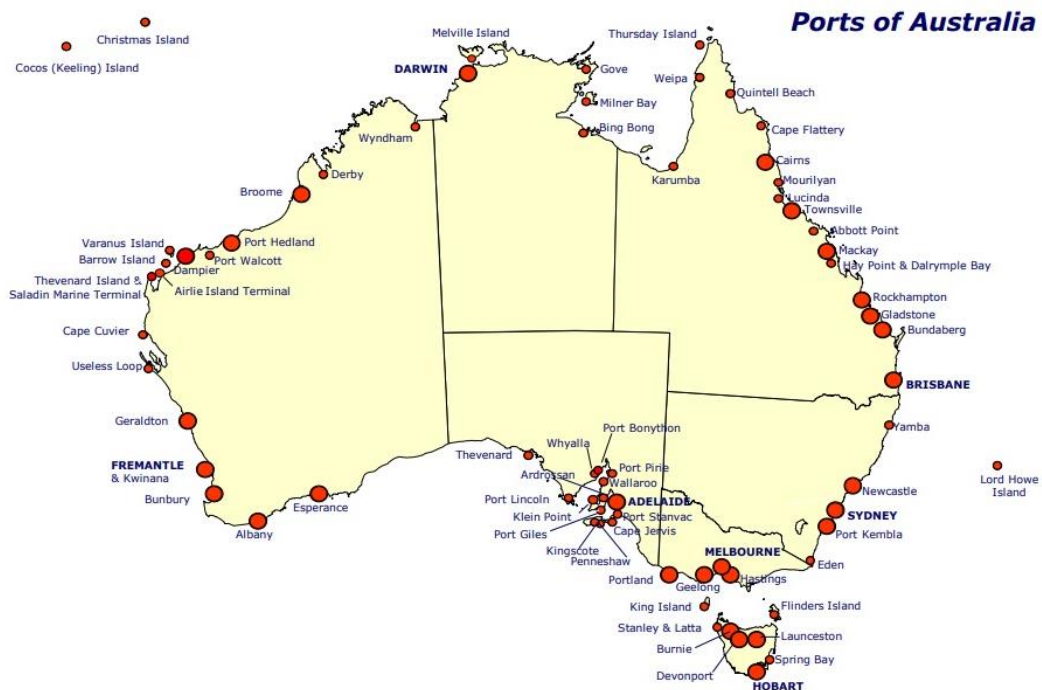 Ports of Australia
Christmas Island
Cocos (Keeling) Island
Melville Island
DARWIN
Thursday Island
Gove
Weipa
Quintell Beach
Milner Bay
Bing Bong
Cape Flattery
Wyndham
Karumba
Cairns
Derby
Mourilyan
Broome
Lucinda
Townsville
Abbott Point
Varanus Island
Port Hedland
Mackay
Barrow Island
Port Walcott
Hay Point & Dalrymple Bay
Dampier
Thevenard Island &
Saladin Marine Terminal
Airlie Island Terminal
Rockhampton
Gladstone
Cape Cuvier
Bundaberg
Useless Loop
BRISBANE
Geraldton
Port Bonython
Yamba
Whyalla
Thevenard
FREMANTLE
& Kwinana
Ardrossan
Port Pirie
Wallaroo
Lord Howe
Island
Bunbury
Esperance
Port Lincoln
ADELAIDE
Newcastle
Klein Point
Port Stanvac
SYDNEY
Albany
Port Giles
Cape Jervis
Port Kembla
Kingscote
Penneshaw
MELBOURNE
Eden
Portland
Geelong
Hastings
King Island
Flinders Island
Stanley & Latta
Launceston
Burnie
Spring Bay
Devonport
HOBART